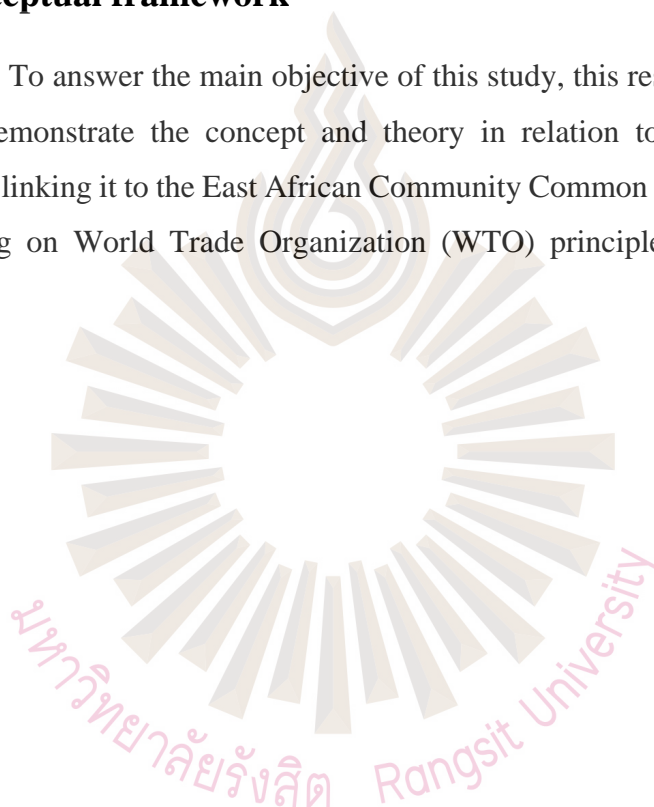 ceptual framework
To answer the main objective of this study, this res
emonstrate the concept and theory in relation to
linking it to the East African Community Common
g on World Trade Organization (WTO) principle
มหาวิทยาลัยรังสิต Rangsit University